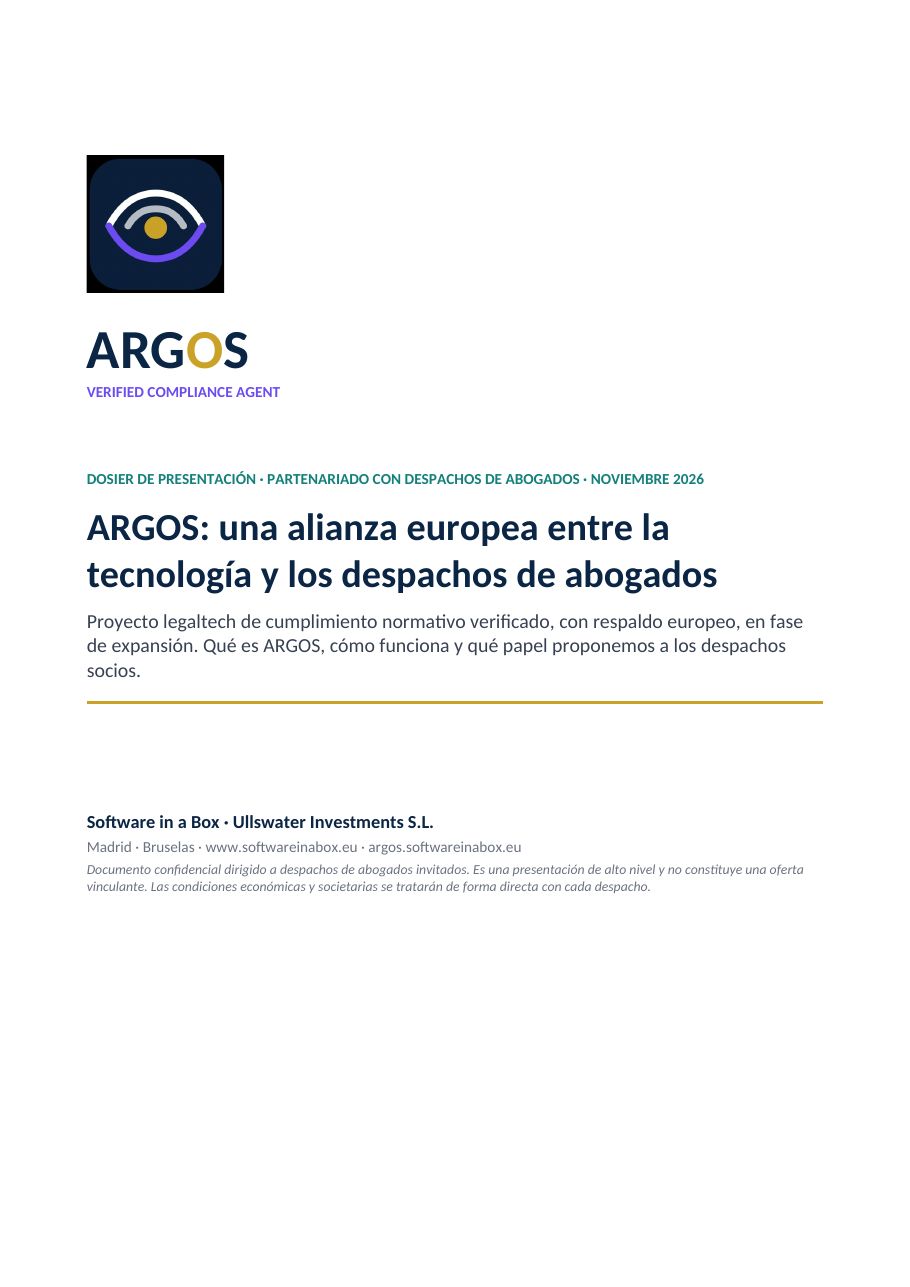 ARGOS
VERIFIED COMPLIANCE AGENT
DOSIER DE PRESENTACIÓN · PARTENARIADO CON DESPACHOS DE ABOGADOS · NOVIEMBRE 2026
ARGOS: una alianza europea entre la
tecnología y los despachos de abogados
Proyecto legaltech de cumplimiento normativo verificado, con respaldo europeo, en fase
de expansión. Qué es ARGOS, cómo funciona y qué papel proponemos a los despachos
socios.
Software in a Box · Ullswater Investments S.L.
Madrid · Bruselas · www.softwareinabox.eu · argos.softwareinabox.eu
Documento confidencial dirigido a despachos de abogados invitados. Es una presentación de alto nivel y no constituye una oferta
vinculante. Las condiciones económicas y societarias se tratarán de forma directa con cada despacho.